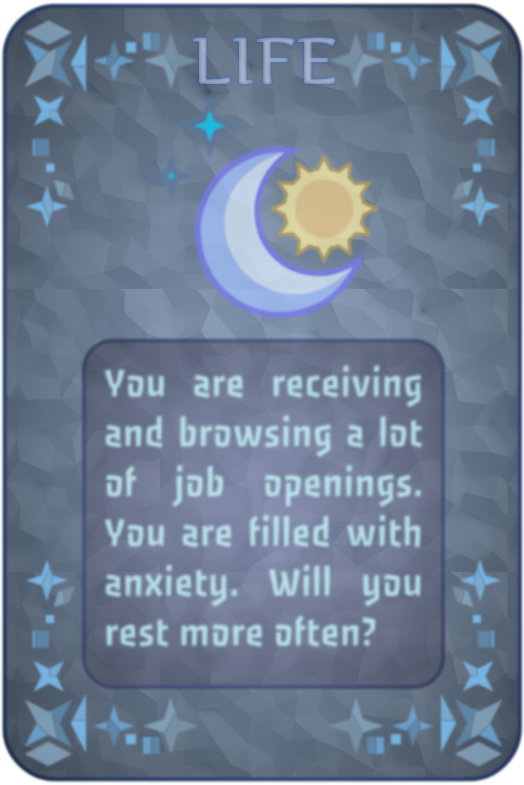 LIFE
You are receiving
and browsing a lot
of job openings.
You are filled with
anxiety. Will you
rest more often?